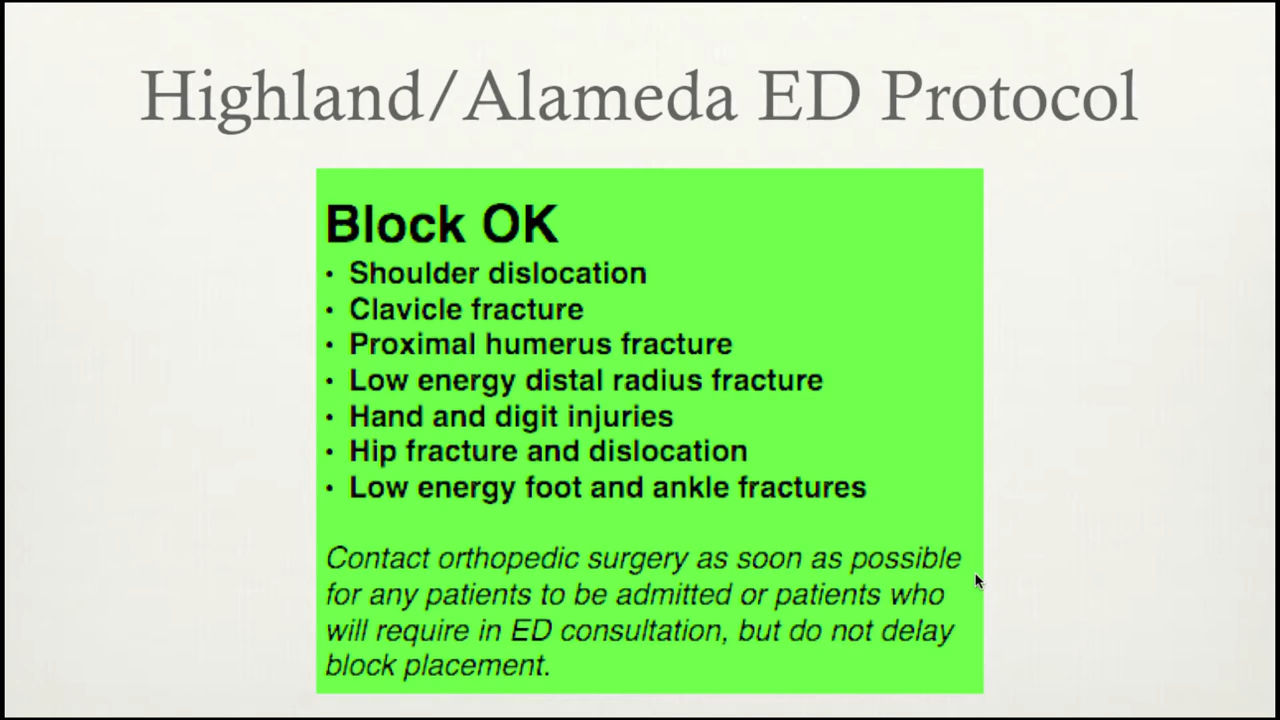 Highland/Alameda ED Protocol
Block OK
• Shoulder dislocation
• Clavicle fracture
• Proximal humerus fracture
• Low energy distal radius fracture
• Hand and digit injuries
• Hip fracture and dislocation
• Low energy foot and ankle fractures
Contact orthopedic surgery as soon as possible
for any patients to be admitted or patients who
will require in ED consultation, but do not delay
block placement.